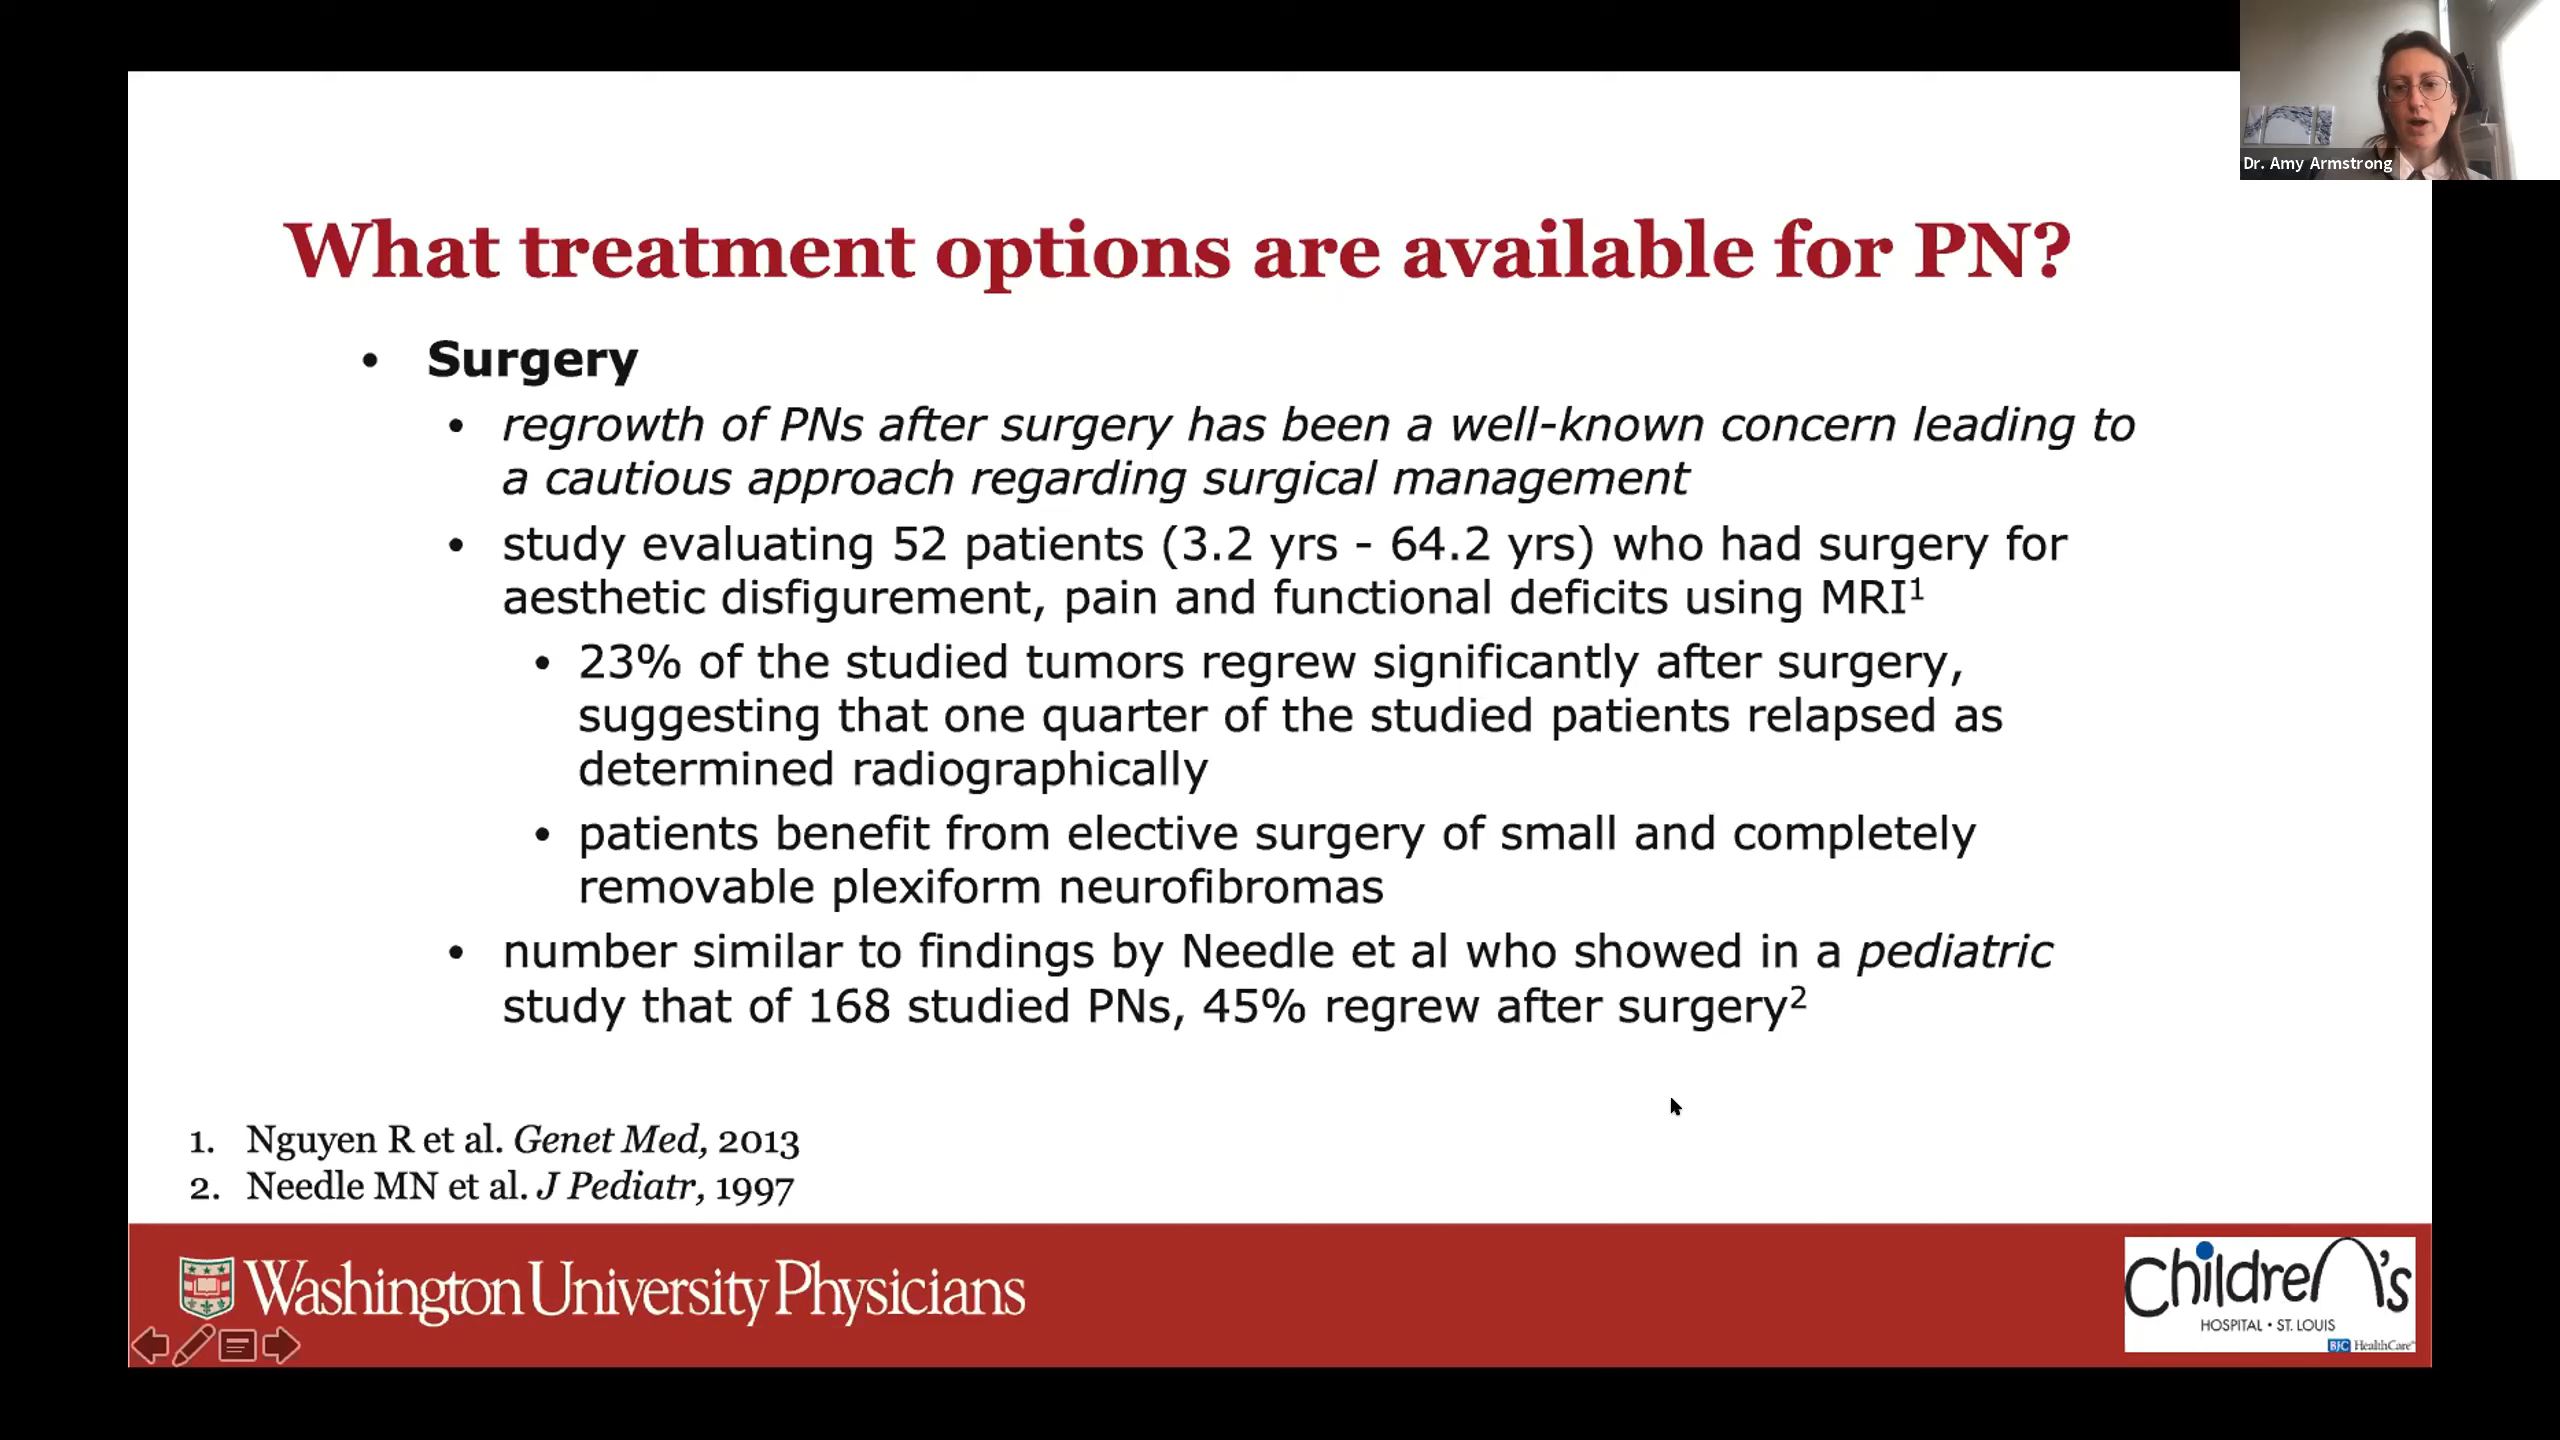 Dr. Amy Armstrong
What treatment options are available for PN?
• Surgery
• regrowth of PNs after surgery has been a well-known concern leading to
a cautious approach regarding surgical management
• study evaluating 52 patients (3.2 yrs - 64.2 yrs) who had surgery for
aesthetic disfigurement, pain and functional deficits using MRI¹
• 23% of the studied tumors regrew significantly after surgery,
suggesting that one quarter of the studied patients relapsed as
determined radiographically
• patients benefit from elective surgery of small and completely
removable plexiform neurofibromas
• number similar to findings by Needle et al who showed in a pediatric
study that of 168 studied PNs, 45% regrew after surgery²
1. Nguyen R et al. Genet Med, 2013
2. Needle MN et al. J Pediatr, 1997
Washington University Physicians
Children's
HOSPITAL • ST. LOUIS
BJC HealthCare